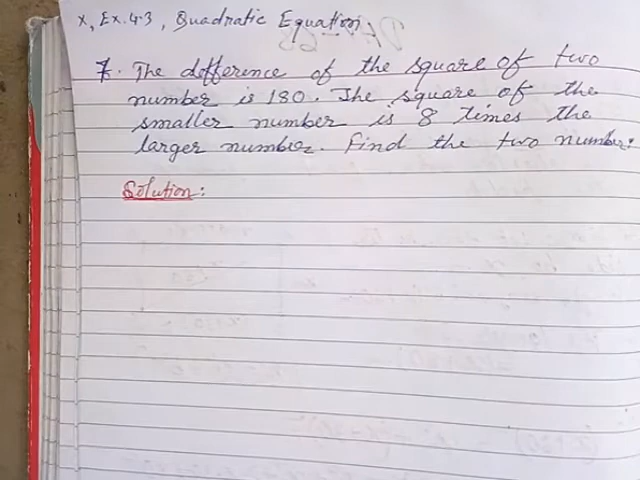 X, Ex. 4.3, Quadratic Equation,
7. The difference of the square of two
number is 180. The square of the
smaller number is 8 times the
larger number. Find the two number:
Solution: